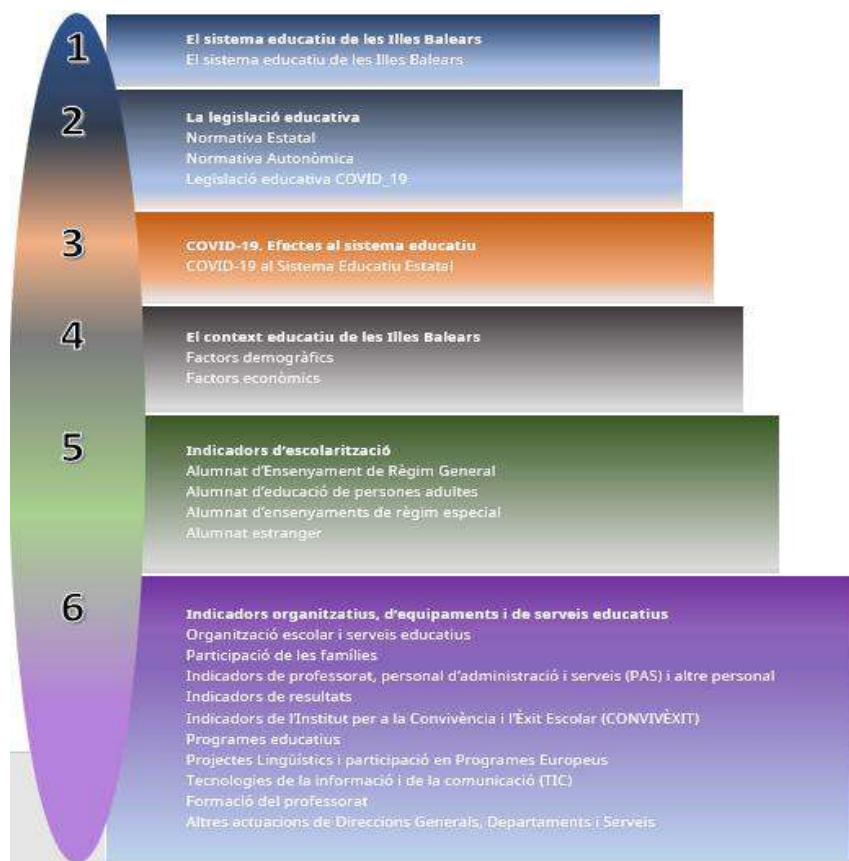 1
El sistema educatiu de les Illes Balears
El sistema educatiu de les Illes Balears
2
La legislació educativa
Normativa Estatal
Normativa Autonòmica
Legislació educativa COVID_19
3
COVID-19. Efectes al sistema educatiu
COVID-19 al Sistema Educatiu Estatal
4
El context educatiu de les Illes Balears
Factors demogràfics
Factors econòmics
5
Indicadors d'escolarització
Alumnat d'Ensenyament de Règim General
Alumnat d'educació de persones adultes
Alumnat d'ensenyaments de règim especial
Alumnat estranger
6
Indicadors organitzatius, d'equipaments i de serveis educatius
Organització escolar i serveis educatius
Participació de les famílies
Indicadors de professorat, personal d'administració i serveis (PAS) i altre personal
Indicadors de resultats
Indicadors de l'Institut per a la Convivència i l'Èxit Escolar (CONVIVÈXIT)
Programes educatius
Projectes Lingüístics i participació en Programes Europeus
Tecnologies de la informació i de la comunicació (TIC)
Formació del professorat
Altres actuacions de Direccions Generals, Departaments i Serveis